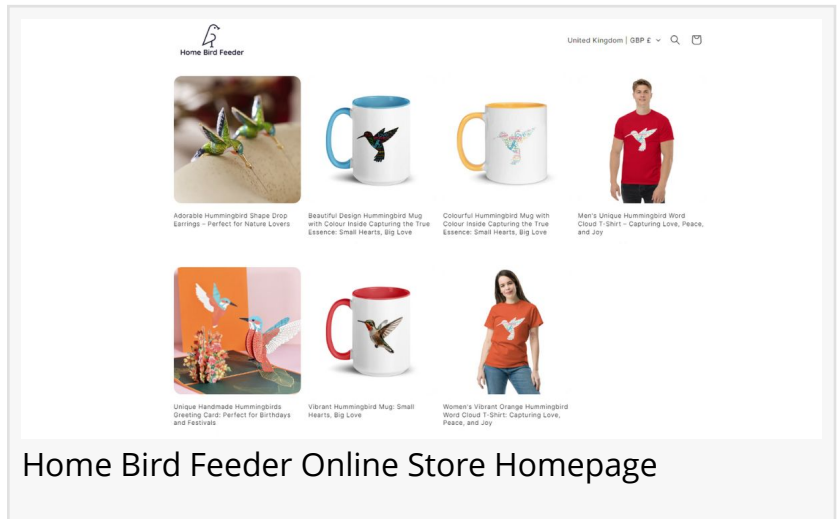 Home Bird Feeder
United Kingdom | GBP £
Adorable Hummingbird Shape Drop
Earrings – Perfect for Nature Lovers
Beautiful Design Hummingbird Mug
with Colour Inside Capturing the True
Essence: Small Hearts, Big Love
Colourful Hummingbird Mug with
Colour Inside Capturing the True
Essence: Small Hearts, Big Love
Men's Unique Hummingbird Word
Cloud T-Shirt – Capturing Love, Peace,
and Joy
Unique Handmade Hummingbirds
Greeting Card: Perfect for Birthdays
and Festivals
Vibrant Hummingbird Mug: Small
Hearts, Big Love
Women's Vibrant Orange Hummingbird
Word Cloud T-Shirt: Capturing Love,
Peace, and Joy
Home Bird Feeder Online Store Homepage